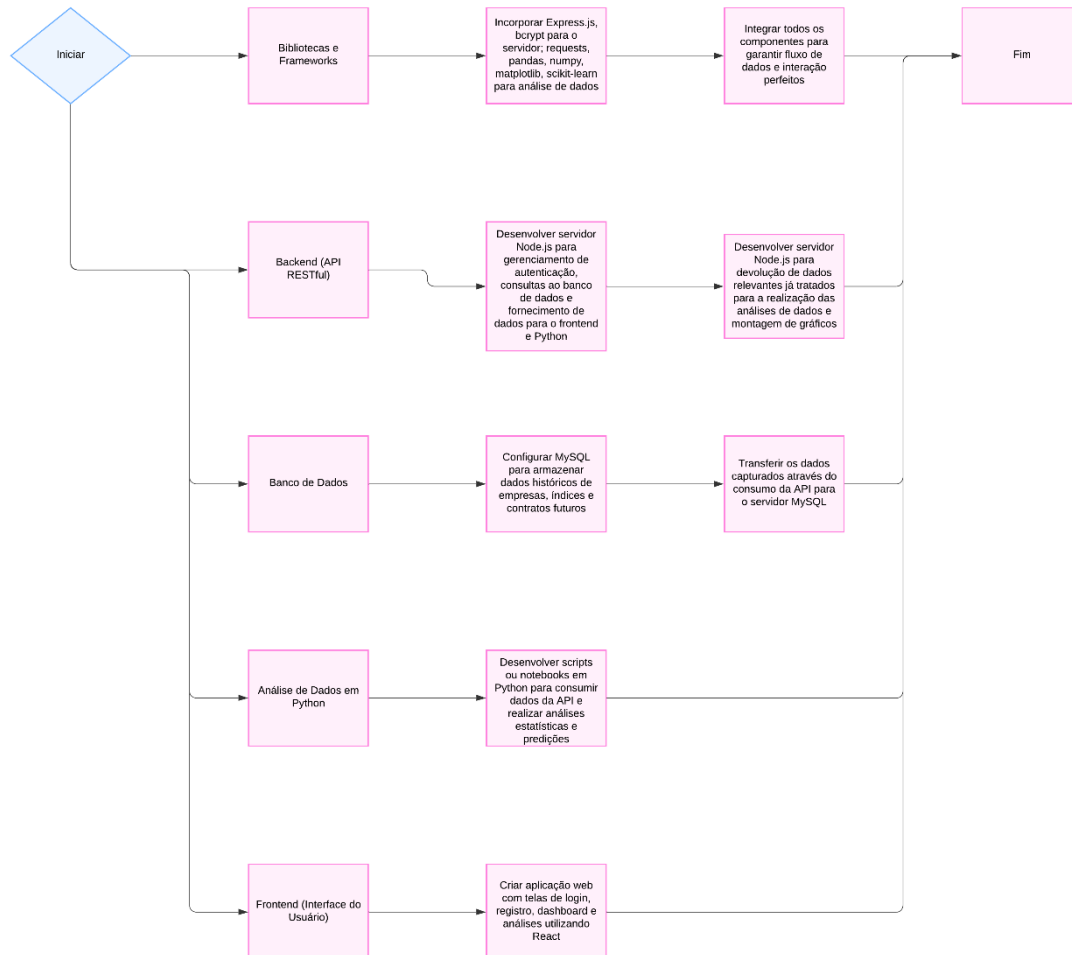 Iniciar
Bibliotecas e
Frameworks
Incorporar Express.js,
bcrypt para o
servidor; requests,
pandas, numpy,
matplotlib, scikit-learn
para análise de dados
Integrar todos os
componentes para
garantir fluxo de
dados e interação
perfeitos
Fim
Backend (API
RESTful)
Desenvolver servidor
Node.js para
gerenciamento de
autenticação,
consultas ao banco
de dados e
fornecimento de
dados para o frontend
e Python
Desenvolver servidor
Node.js para
devolução de dados
relevantes já tratados
para a realização das
análises de dados e
montagem de gráficos
Banco de Dados
Configurar MySQL
para armazenar
dados históricos de
empresas, índices e
contratos futuros
Transferir os dados
capturados através do
consumo da API para
o servidor MySQL
Análise de Dados em
Python
Desenvolver scripts
ou notebooks em
Python para consumir
dados da API e
realizar análises
estatísticas e
predições
Frontend (Interface do
Usuário)
Criar aplicação web
com telas de login,
registro, dashboard e
análises utilizando
React